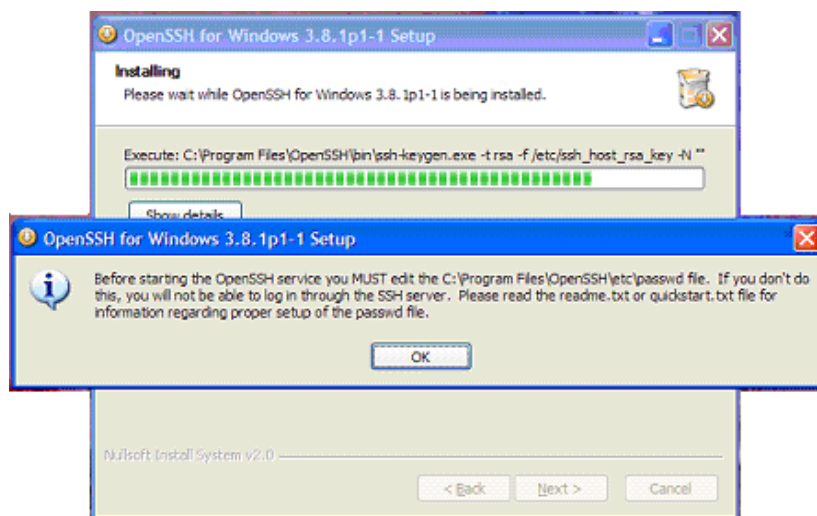 OpenSSH for Windows 3.8.1p1-1 Setup
Installing
Please wait while OpenSSH for Windows 3.8.1p1-1 is being installed.
Execute: C:\Program Files\OpenSSH\bin\ssh-keygen.exe -t rsa -f /etc/ssh_host_rsa_key -N ""
Show details
OpenSSH for Windows 3.8.1p1-1 Setup
Before starting the OpenSSH service you MUST edit the C:\Program Files\OpenSSH\etc\passwd file. If you don't do
this, you will not be able to log in through the SSH server. Please read the readme.txt or quickstart.txt file for
information regarding proper setup of the passwd file.
OK
Nullsoft Install System v2.0
< Back
Next >
Cancel